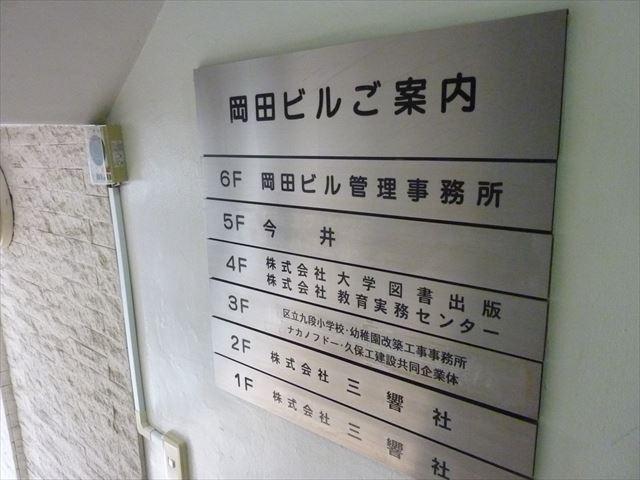 岡田ビルご案内
6F 岡田ビル管理事務所
5F 今井
4F 株式会社 大学図書出版
株式会社 教育実務センター
3F 区立九段小学校・幼稚園改築工事事務所
ナカノフドー・久保工建設共同企業体
2F 株式会社 三響社
1F 株式会社 三響社